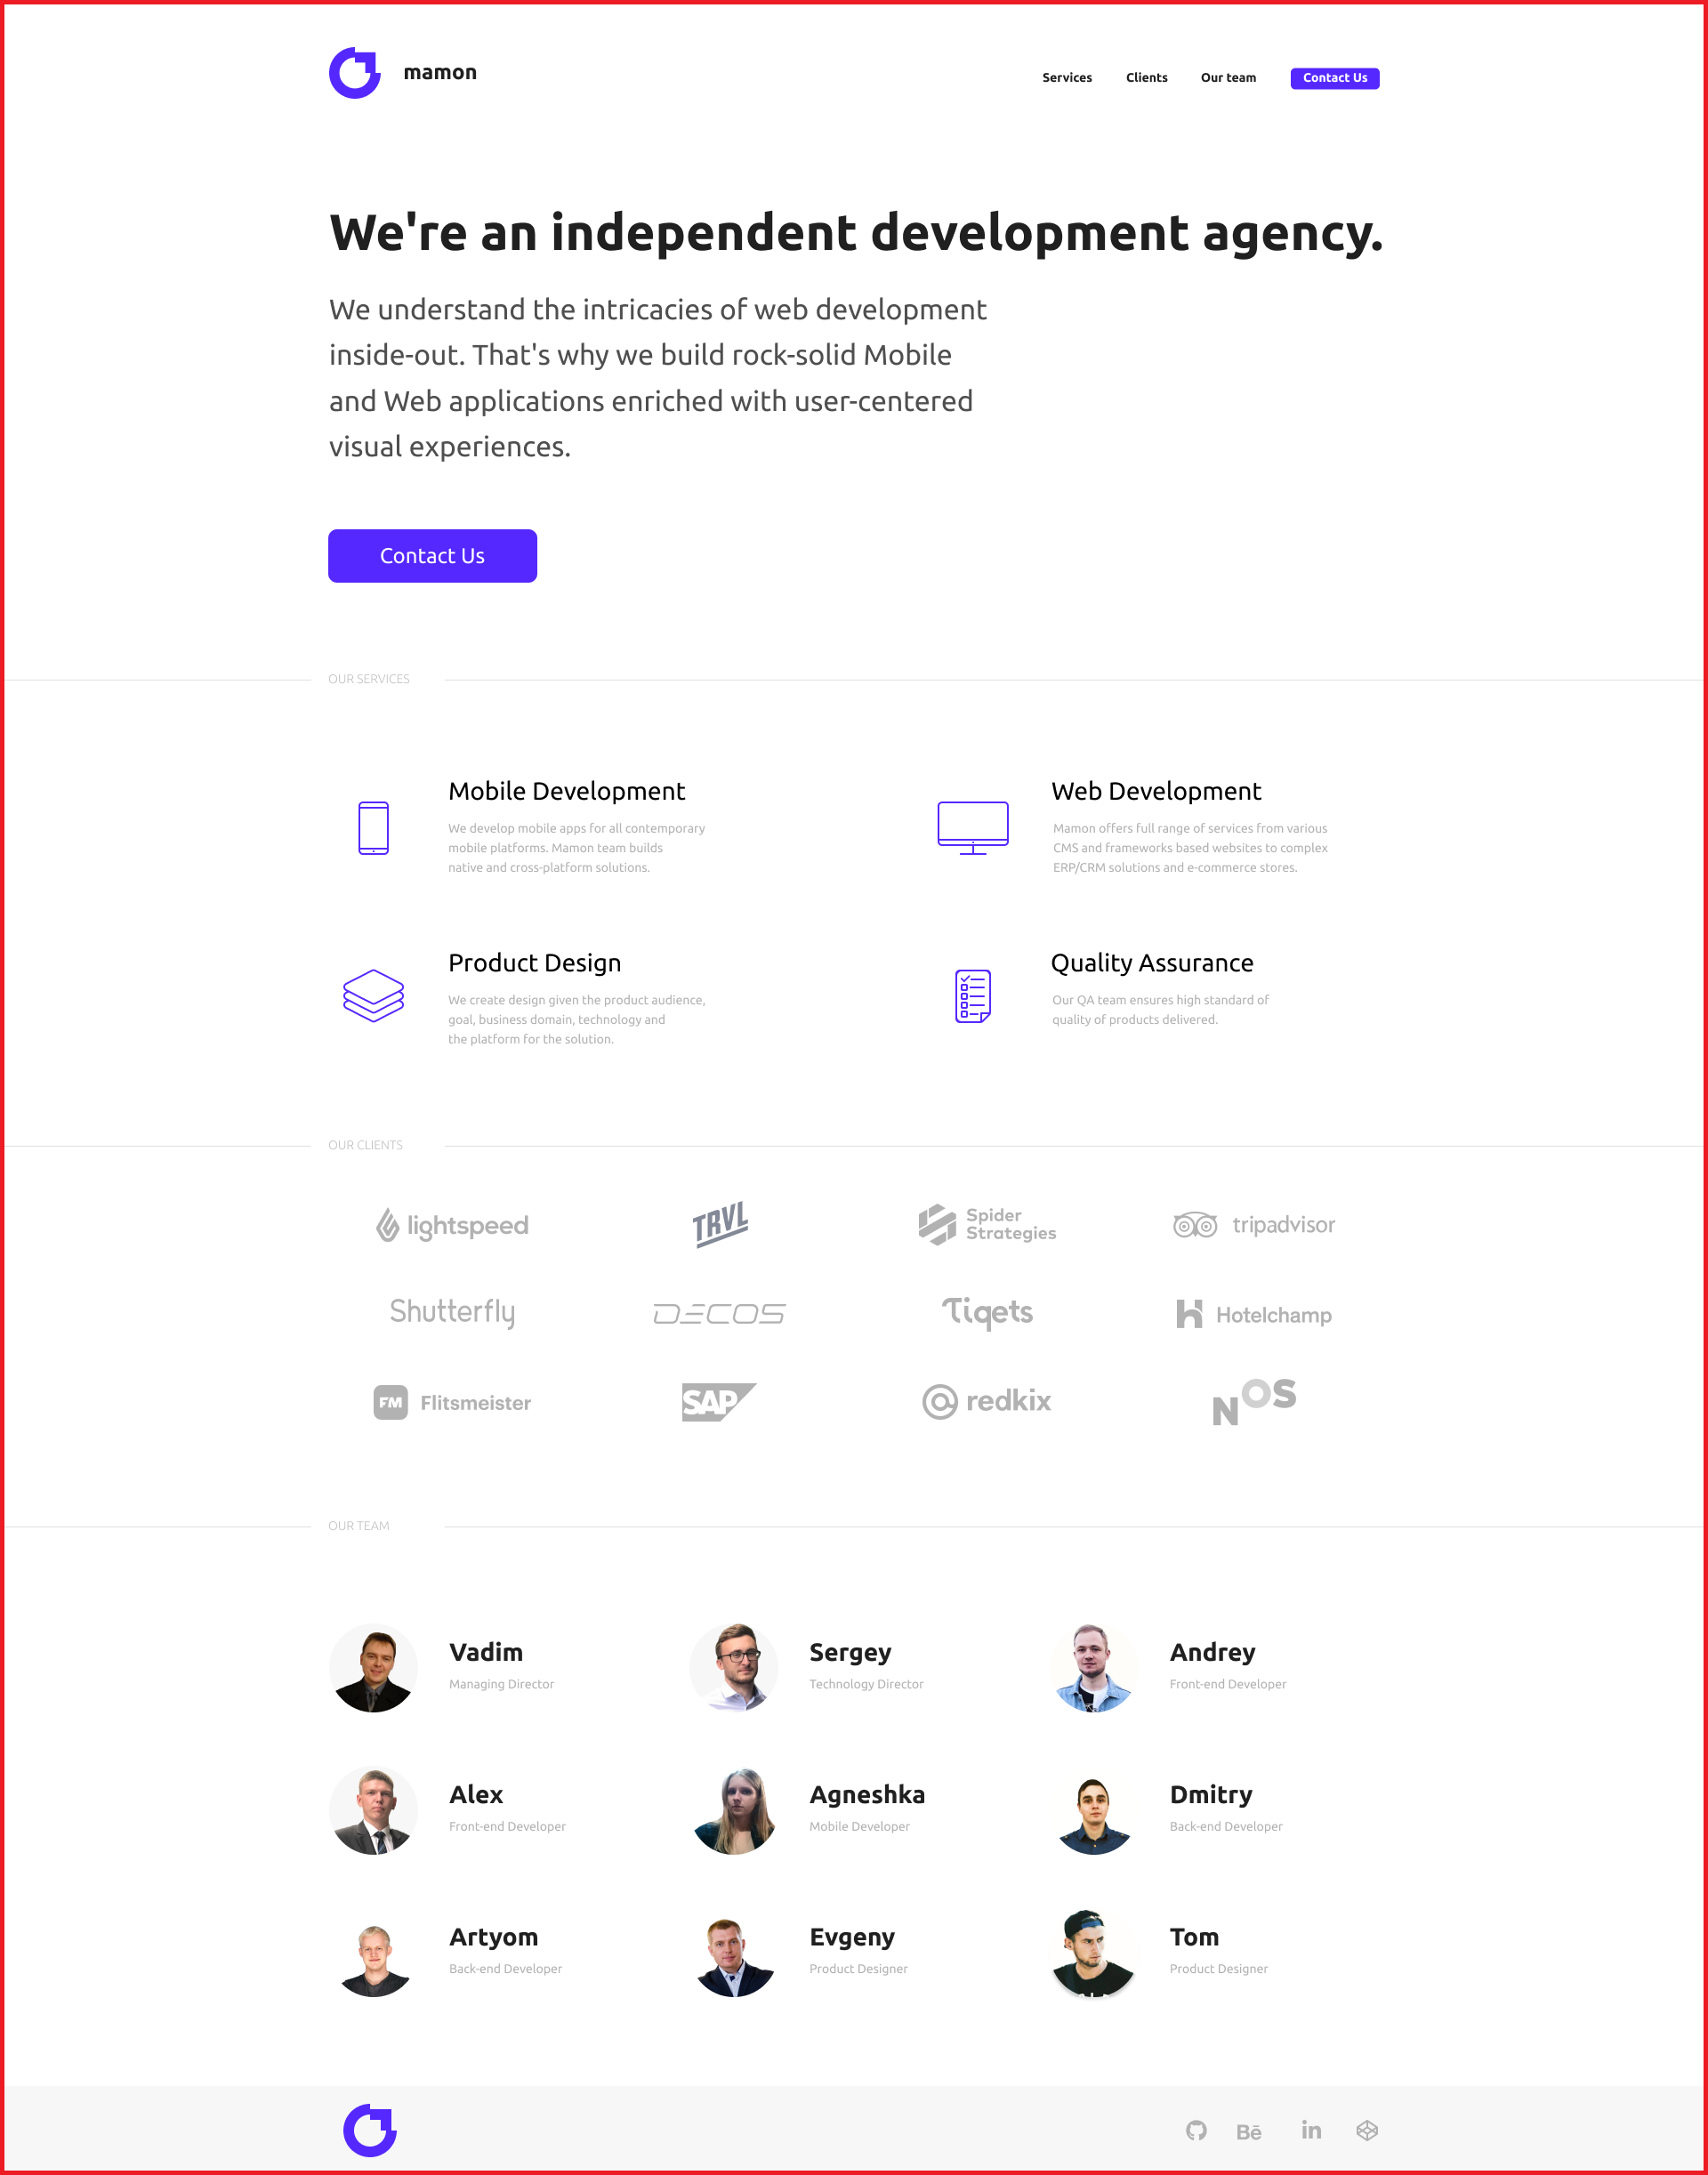 mamon
Services
Clients
Our team
Contact Us
We're an independent development agency.
We understand the intricacies of web development
inside-out. That's why we build rock-solid Mobile
and Web applications enriched with user-centered
visual experiences.
Contact Us
OUR SERVICES
Mobile Development
We develop mobile apps for all contemporary
mobile platforms. Mamon team builds
native and cross-platform solutions.
Web Development
Mamon offers full range of services from various
CMS and frameworks based websites to complex
ERP/CRM solutions and e-commerce stores.
Product Design
We create design given the product audience,
goal, business domain, technology and
the platform for the solution.
Quality Assurance
Our QA team ensures high standard of
quality of products delivered.
OUR CLIENTS
lightspeed
TRVL
Spider
Strategies
tripadvisor
Shutterfly
DECOS
Tiqets
Hotelchamp
FM Flitsmeister
SAP
redkix
NOS
OUR TEAM
Vadim
Managing Director
Sergey
Technology Director
Andrey
Front-end Developer
Alex
Front-end Developer
Agneshka
Mobile Developer
Dmitry
Back-end Developer
Artyom
Back-end Developer
Evgeny
Product Designer
Tom
Product Designer
Bē
in